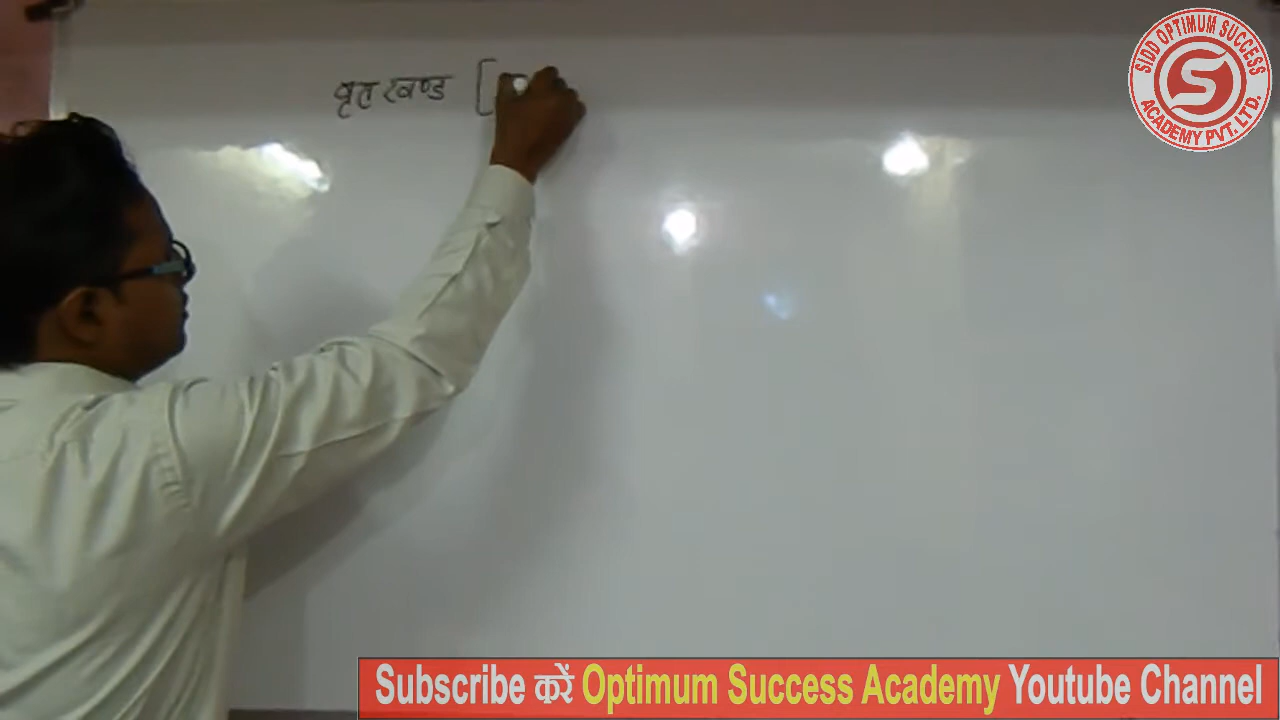 वृत खण्ड [
SIDD OPTIMUM SUCCESS
S
ACADEMY PVT. LTD.
Subscribe करें Optimum Success Academy Youtube Channel